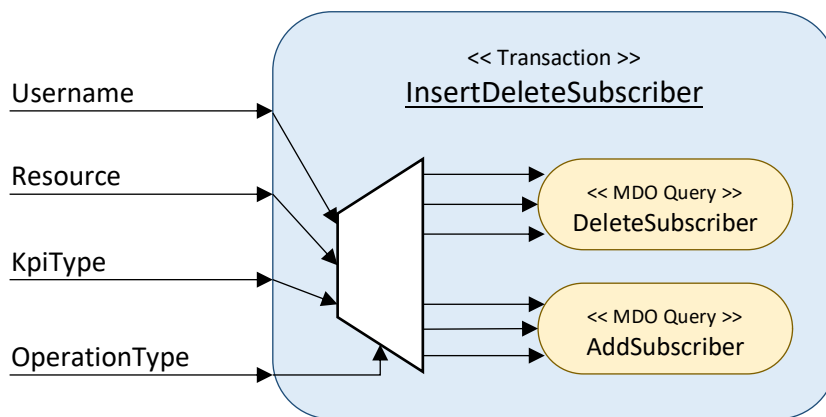 << Transaction >>
InsertDeleteSubscriber
Username
Resource
KpiType
OperationType
<< MDO Query >>
DeleteSubscriber
<< MDO Query >>
AddSubscriber